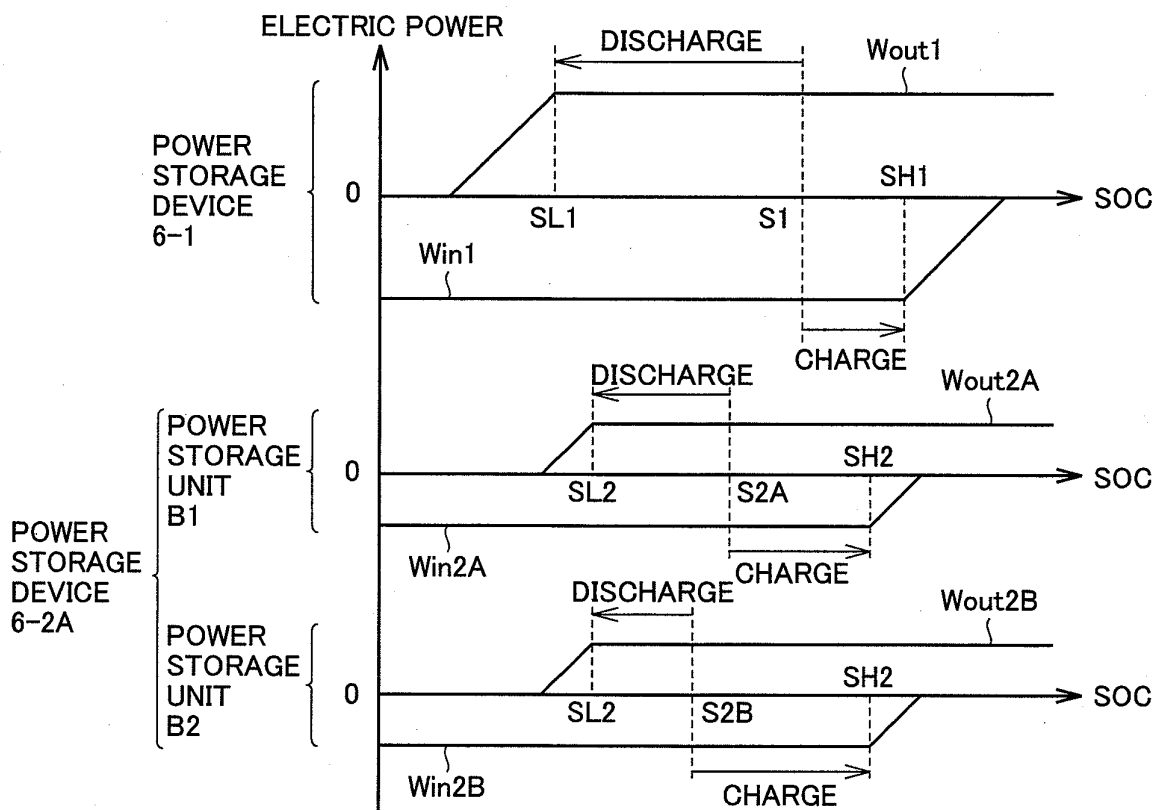 ELECTRIC POWER
DISCHARGE
Wout1
POWER
STORAGE
DEVICE
6-1
0
SL1
S1
SH1
SOC
Win1
CHARGE
DISCHARGE
Wout2A
POWER
STORAGE
UNIT
B1
0
SL2
S2A
SH2
SOC
Win2A
CHARGE
POWER
STORAGE
DEVICE
6-2A
DISCHARGE
Wout2B
POWER
STORAGE
UNIT
B2
0
SL2
S2B
SH2
SOC
Win2B
CHARGE